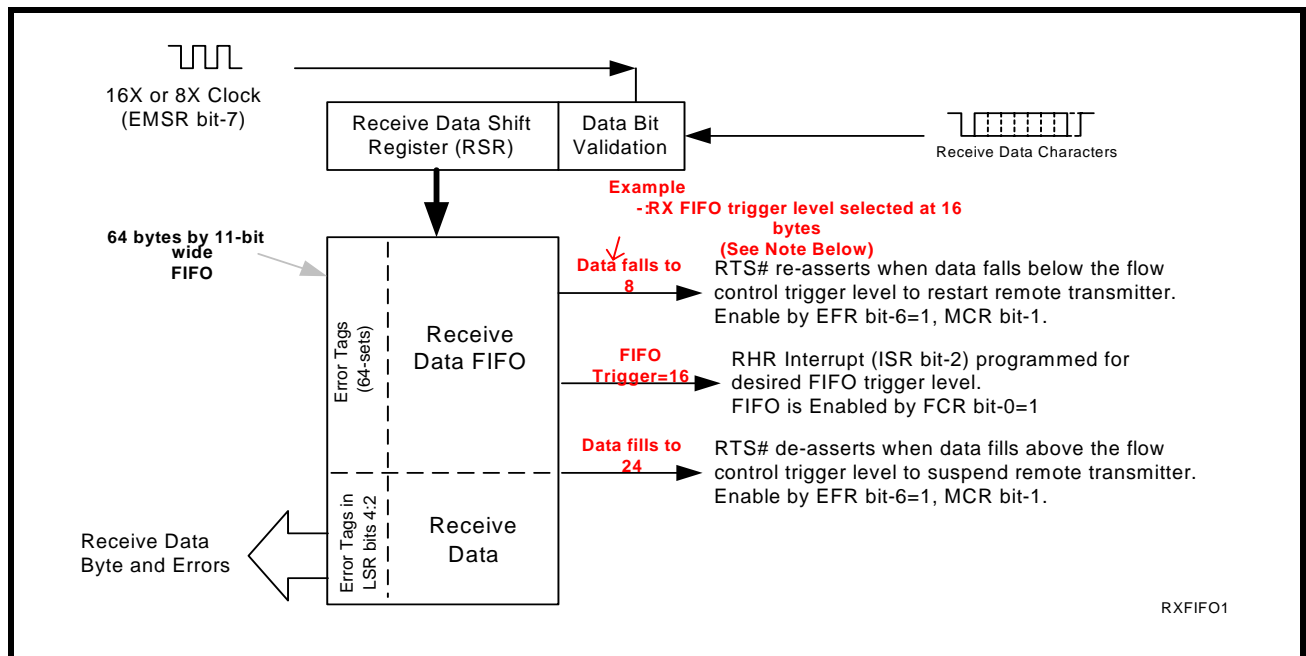 16X or 8X Clock
(EMSR bit-7)
Receive Data Shift
Register (RSR)
Data Bit
Validation
Receive Data Characters
Example
-:RX FIFO trigger level selected at 16
bytes
(See Note Below)
64 bytes by 11-bit
wide
FIFO
Error Tags
(64-sets)
Receive
Data FIFO
Data falls to
8
RTS# re-asserts when data falls below the flow
control trigger level to restart remote transmitter.
Enable by EFR bit-6=1, MCR bit-1.
FIFO
Trigger=16
RHR Interrupt (ISR bit-2) programmed for
desired FIFO trigger level.
FIFO is Enabled by FCR bit-0=1
Data fills to
24
RTS# de-asserts when data fills above the flow
control trigger level to suspend remote transmitter.
Enable by EFR bit-6=1, MCR bit-1.
Error Tags in
LSR bits 4:2
Receive
Data
Receive Data
Byte and Errors
RXFIFO1